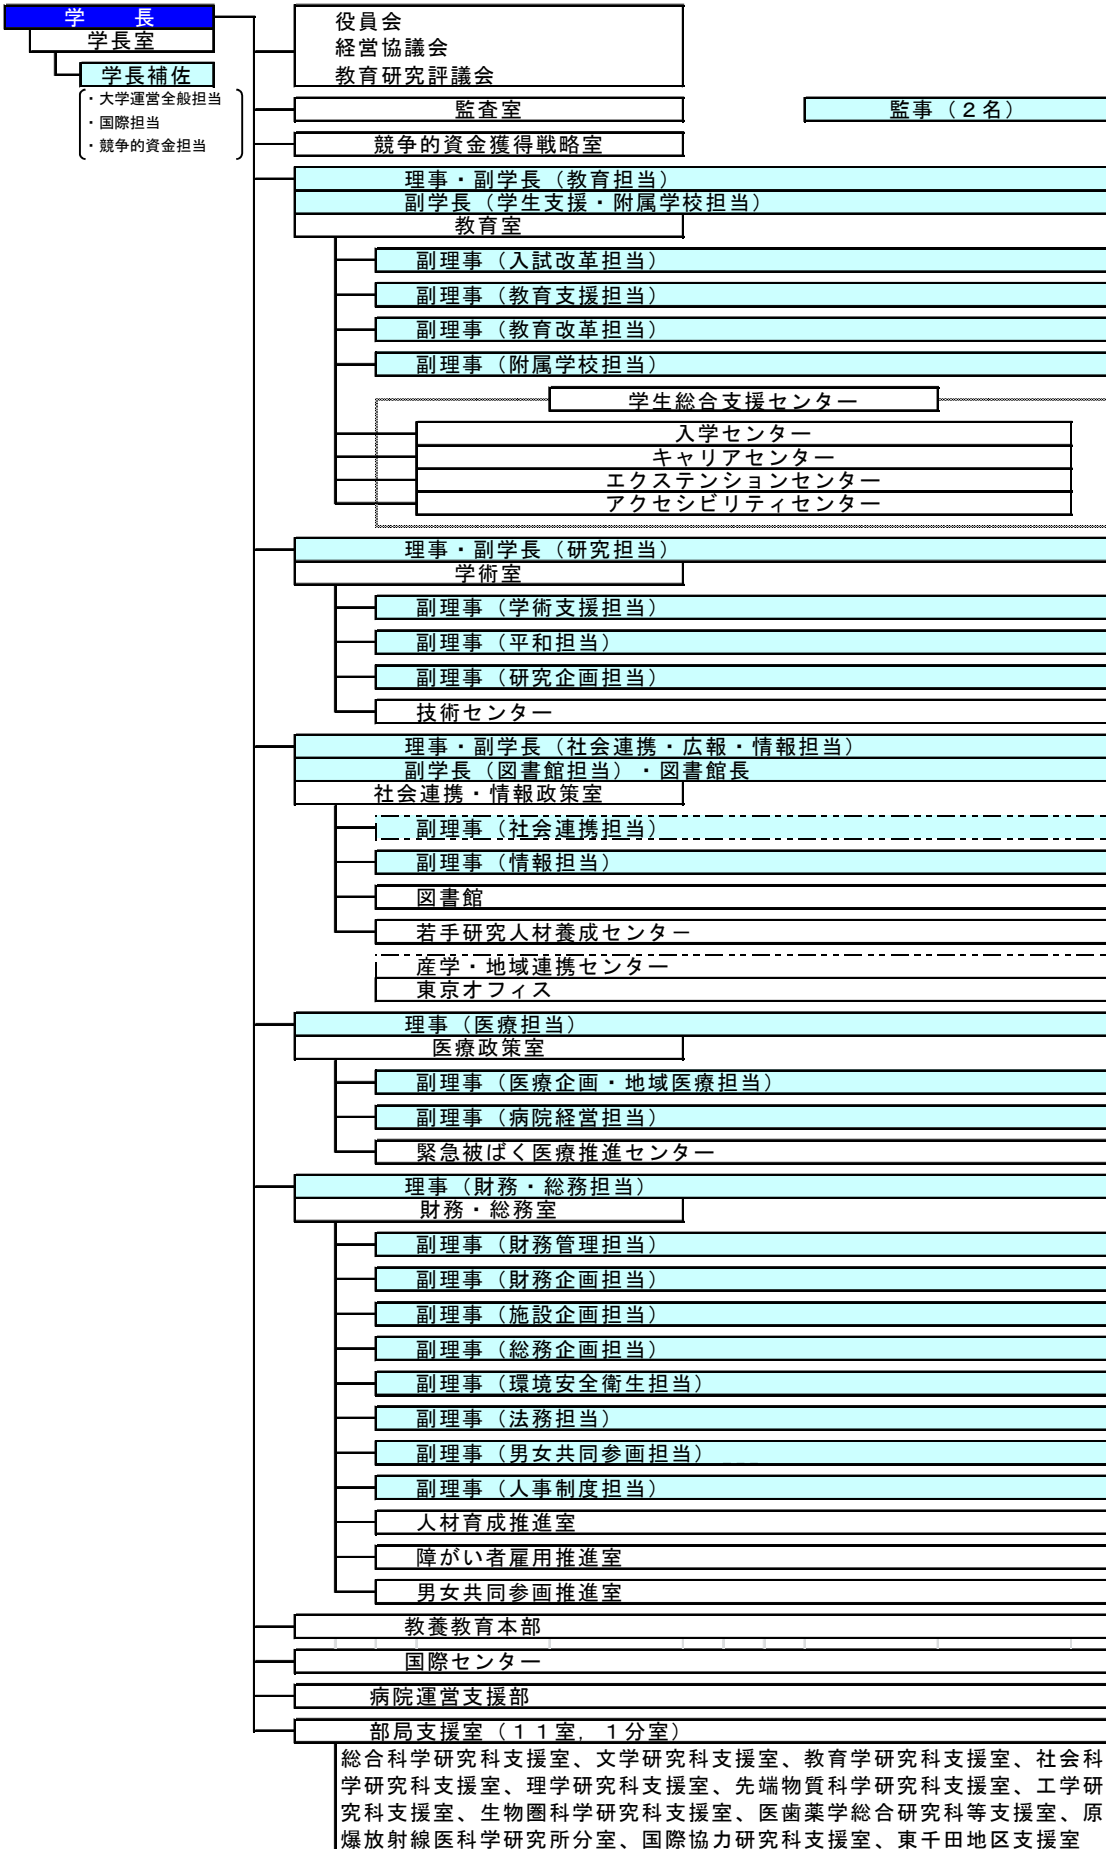 学　長
学長室
学長補佐
・大学運営全般担当
・国際担当
・競争的資金担当
役員会
経営協議会
教育研究評議会
監査室
監事（２名）
競争的資金獲得戦略室
理事・副学長（教育担当）
副学長（学生支援・附属学校担当）
教育室
副理事（入試改革担当）
副理事（教育支援担当）
副理事（教育改革担当）
副理事（附属学校担当）
学生総合支援センター
入学センター
キャリアセンター
エクステンションセンター
アクセシビリティセンター
理事・副学長（研究担当）
学術室
副理事（学術支援担当）
副理事（平和担当）
副理事（研究企画担当）
技術センター
理事・副学長（社会連携・広報・情報担当）
副学長（図書館担当）・図書館長
社会連携・情報政策室
副理事（社会連携担当）
副理事（情報担当）
図書館
若手研究人材養成センター
産学・地域連携センター
東京オフィス
理事（医療担当）
医療政策室
副理事（医療企画・地域医療担当）
副理事（病院経営担当）
緊急被ばく医療推進センター
理事（財務・総務担当）
財務・総務室
副理事（財務管理担当）
副理事（財務企画担当）
副理事（施設企画担当）
副理事（総務企画担当）
副理事（環境安全衛生担当）
副理事（法務担当）
副理事（男女共同参画担当）
副理事（人事制度担当）
人材育成推進室
障がい者雇用推進室
男女共同参画推進室
教養教育本部
国際センター
病院運営支援部
部局支援室（１１室，１分室）
総合科学研究科支援室、文学研究科支援室、教育学研究科支援室、社会科
学研究科支援室、理学研究科支援室、先端物質科学研究科支援室、工学研
究科支援室、生物圏科学研究科支援室、医歯薬学総合研究科等支援室、原
爆放射線医科学研究所分室、国際協力研究科支援室、東千田地区支援室